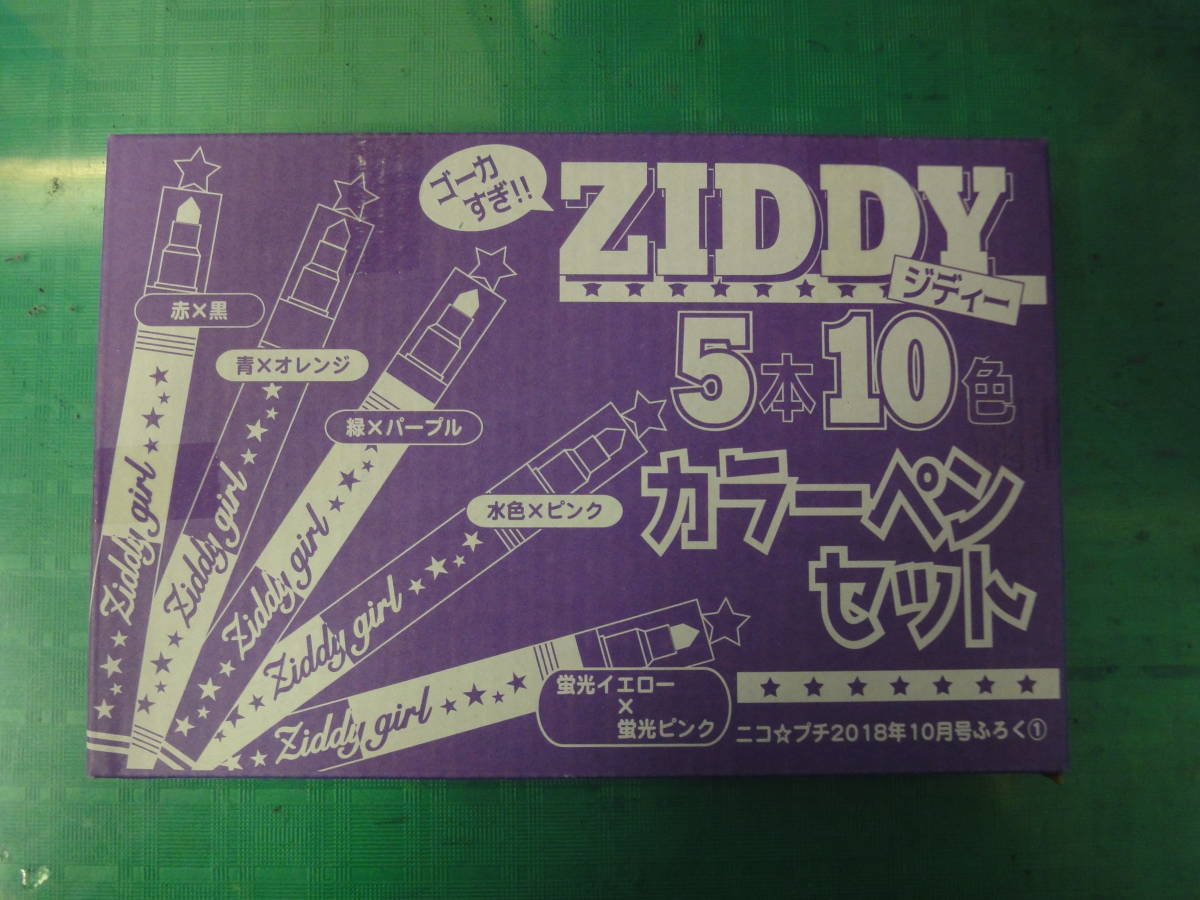 ゴーカ
すぎ!!
ZIDDY
ジディー
5本10色
カラーペン
セット
赤×黒
青×オレンジ
緑×パープル
水色×ピンク
蛍光イエロー
×
蛍光ピンク
Ziddy girl
Ziddy girl
Ziddy girl
Ziddy girl
Ziddy girl
ニコ☆プチ2018年10月号ふろく①